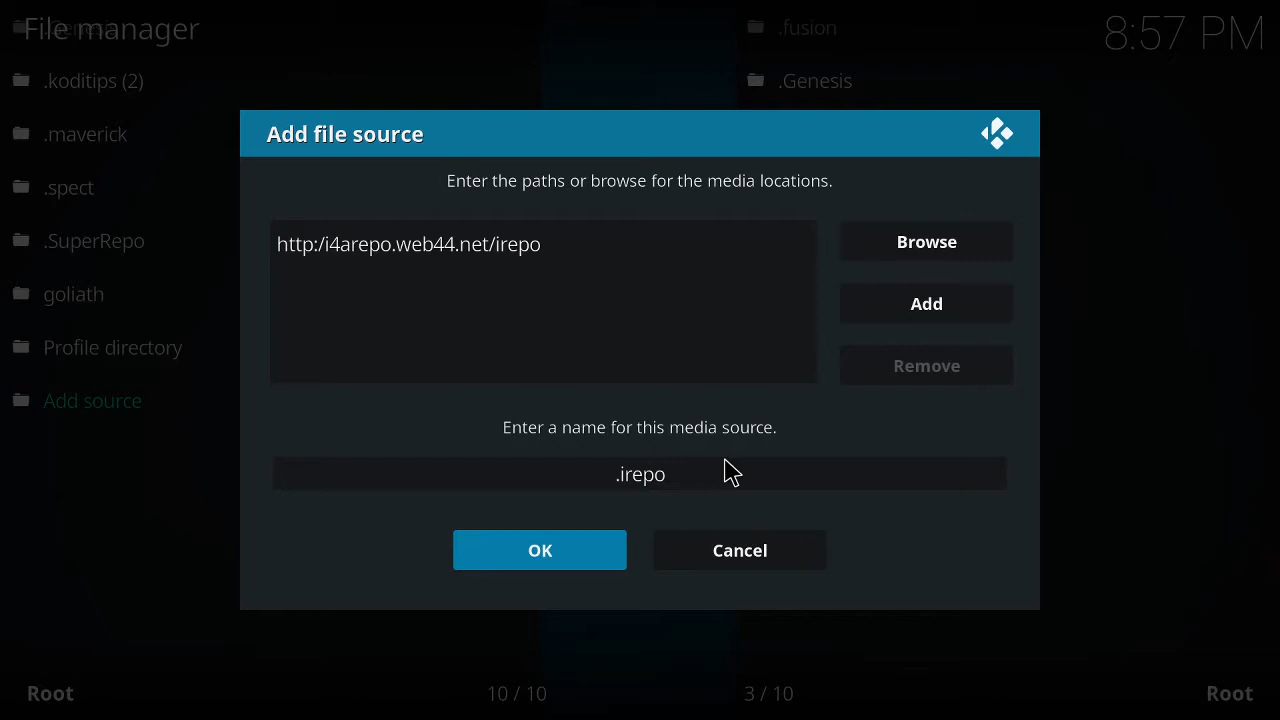 File manager
8:57 PM
.fusion
.koditips (2)
.Genesis
.maverick
.spect
.SuperRepo
goliath
Profile directory
Add source
Add file source
Enter the paths or browse for the media locations.
http:/i4arepo.web44.net/irepo
Browse
Add
Remove
Enter a name for this media source.
.irepo
OK
Cancel
Root
10 / 10
3 / 10
Root